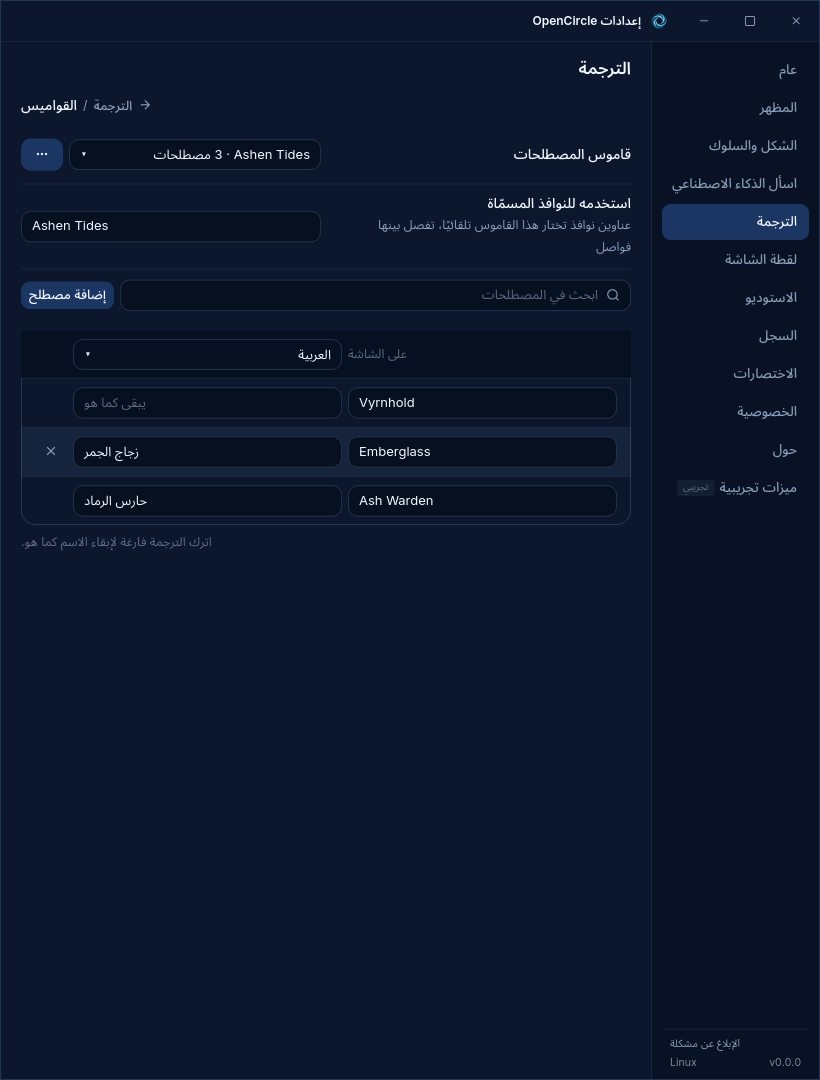 إعدادات OpenCircle
عام
المظهر
الشكل والسلوك
اسأل الذكاء الاصطناعي
الترجمة
لقطة الشاشة
الاستوديو
السجل
الاختصارات
الخصوصية
حول
ميزات تجريبية تجريبي
الإبلاغ عن مشكلة
v0.0.0 Linux
الترجمة
الترجمة / القواميس
قاموس المصطلحات
Ashen Tides · 3 مصطلحات
استخدمه للنوافذ المسمّاة
عناوين نوافذ تختار هذا القاموس تلقائيًا، تفصل بينها
فواصل
Ashen Tides
ابحث في المصطلحات
إضافة مصطلح
على الشاشة
العربية
Vyrnhold
يبقى كما هو
Emberglass
زجاج الجمر
Ash Warden
حارس الرماد
اترك الترجمة فارغة لإبقاء الاسم كما هو.